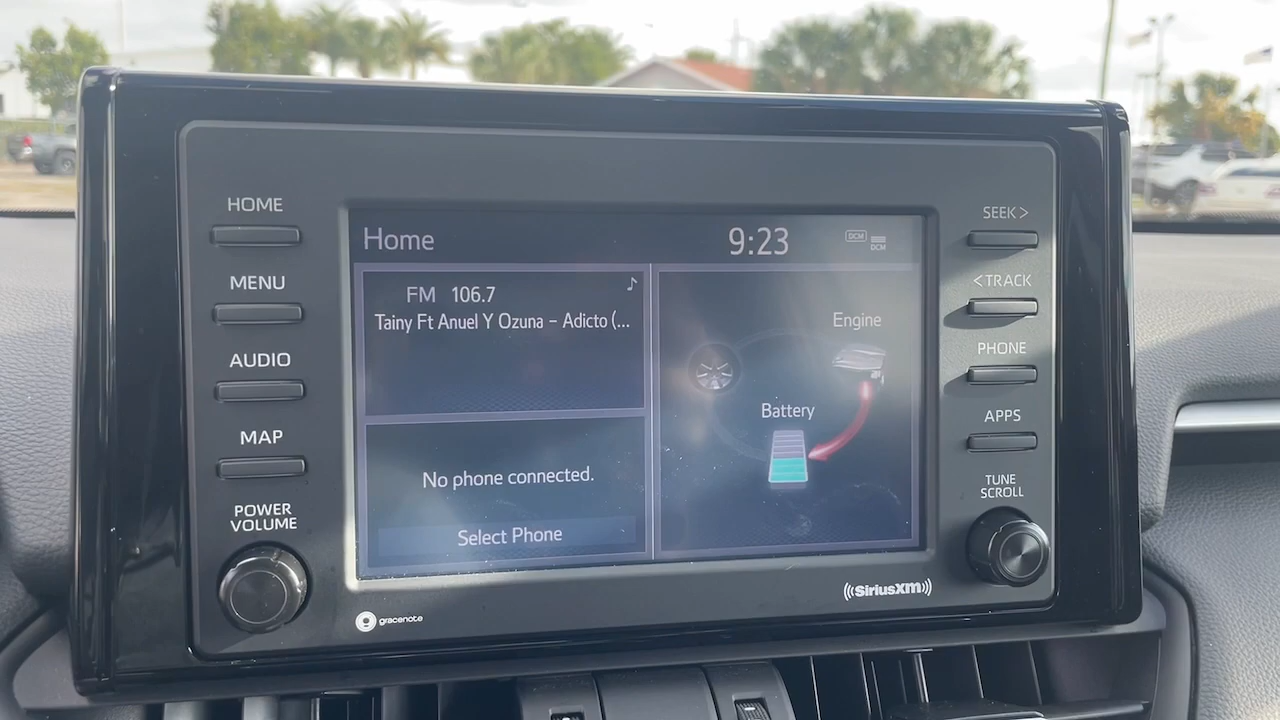 HOME
MENU
AUDIO
MAP
POWER
VOLUME
Home
9:23
DCM
DCM
FM 106.7
Tainy Ft Anuel Y Ozuna – Adicto (...
No phone connected.
Select Phone
Engine
Battery
SEEK>
<TRACK
PHONE
APPS
TUNE
SCROLL
gracenote
((SiriusXM))